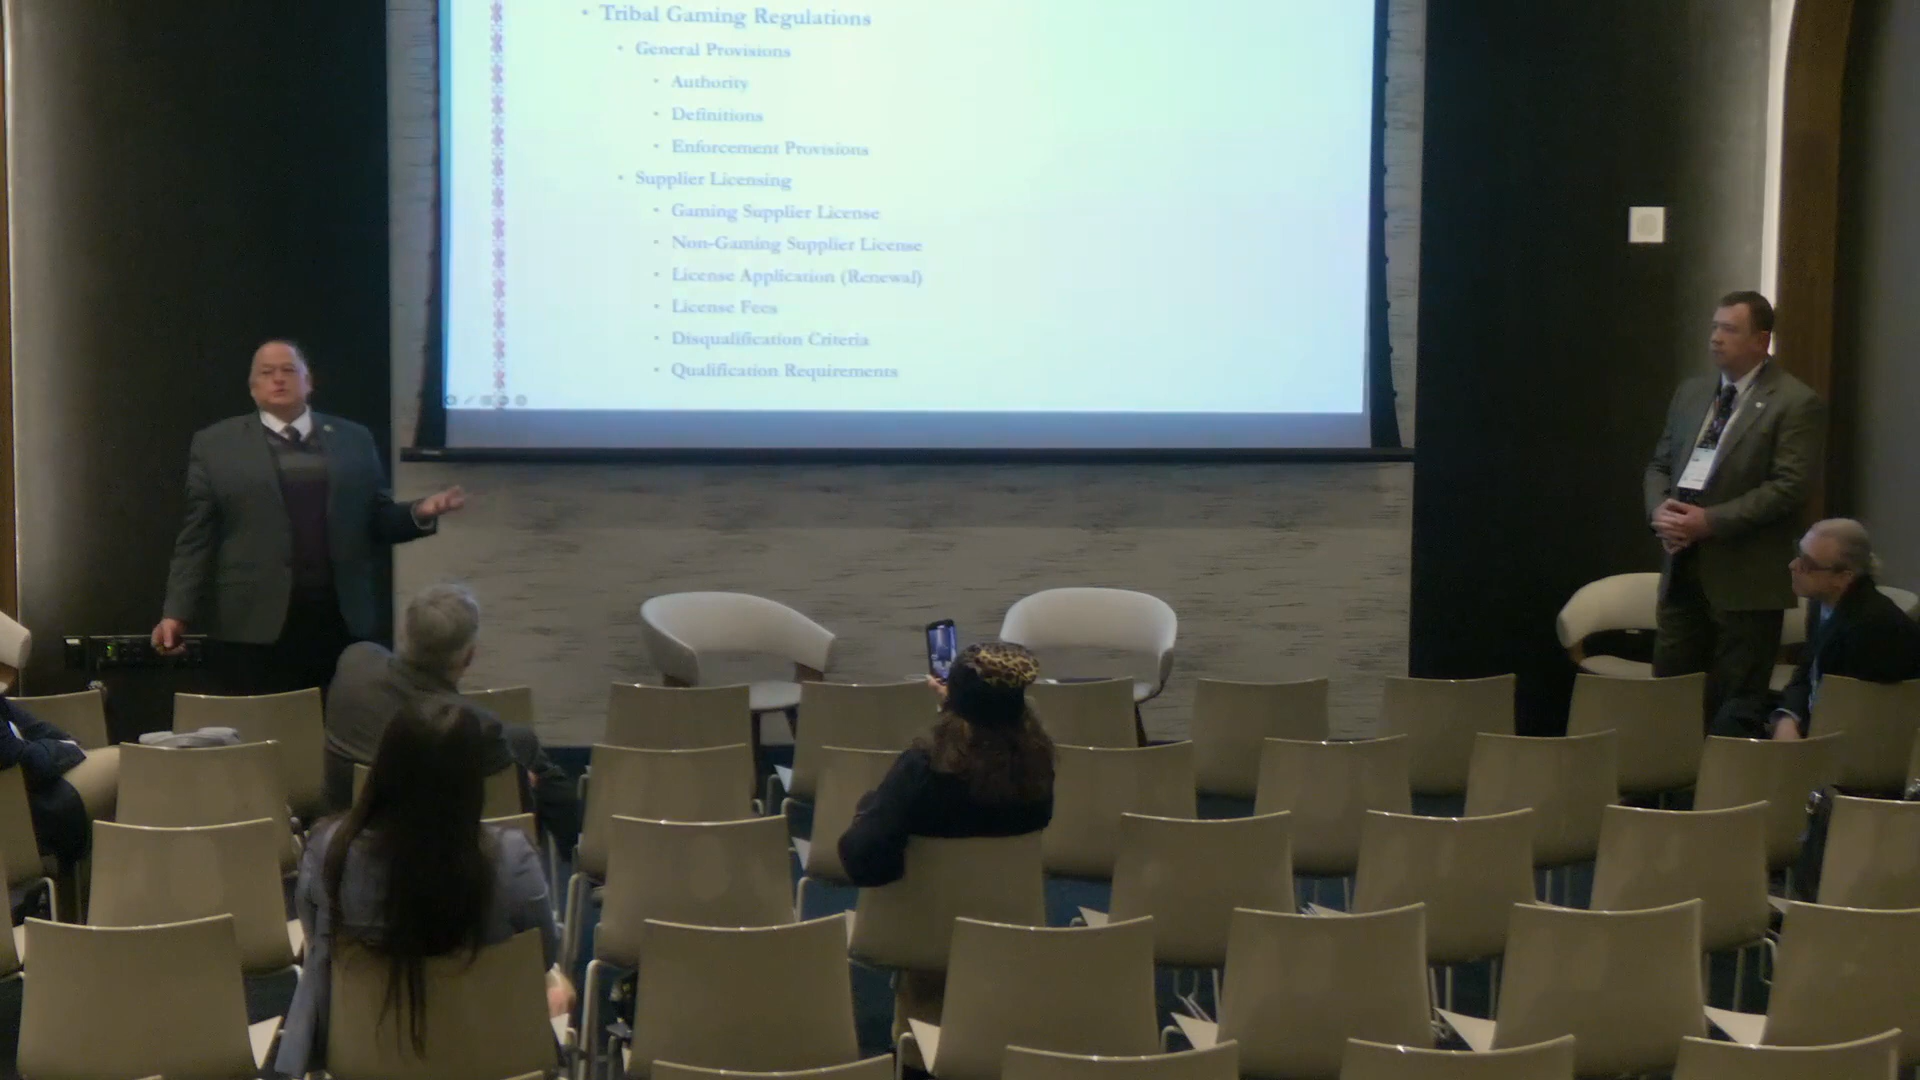 • Tribal Gaming Regulations
• General Provisions
• Authority
• Definitions
• Enforcement Provisions
• Supplier Licensing
• Gaming Supplier License
• Non-Gaming Supplier License
• License Application (Renewal)
• License Fees
• Disqualification Criteria
• Qualification Requirements